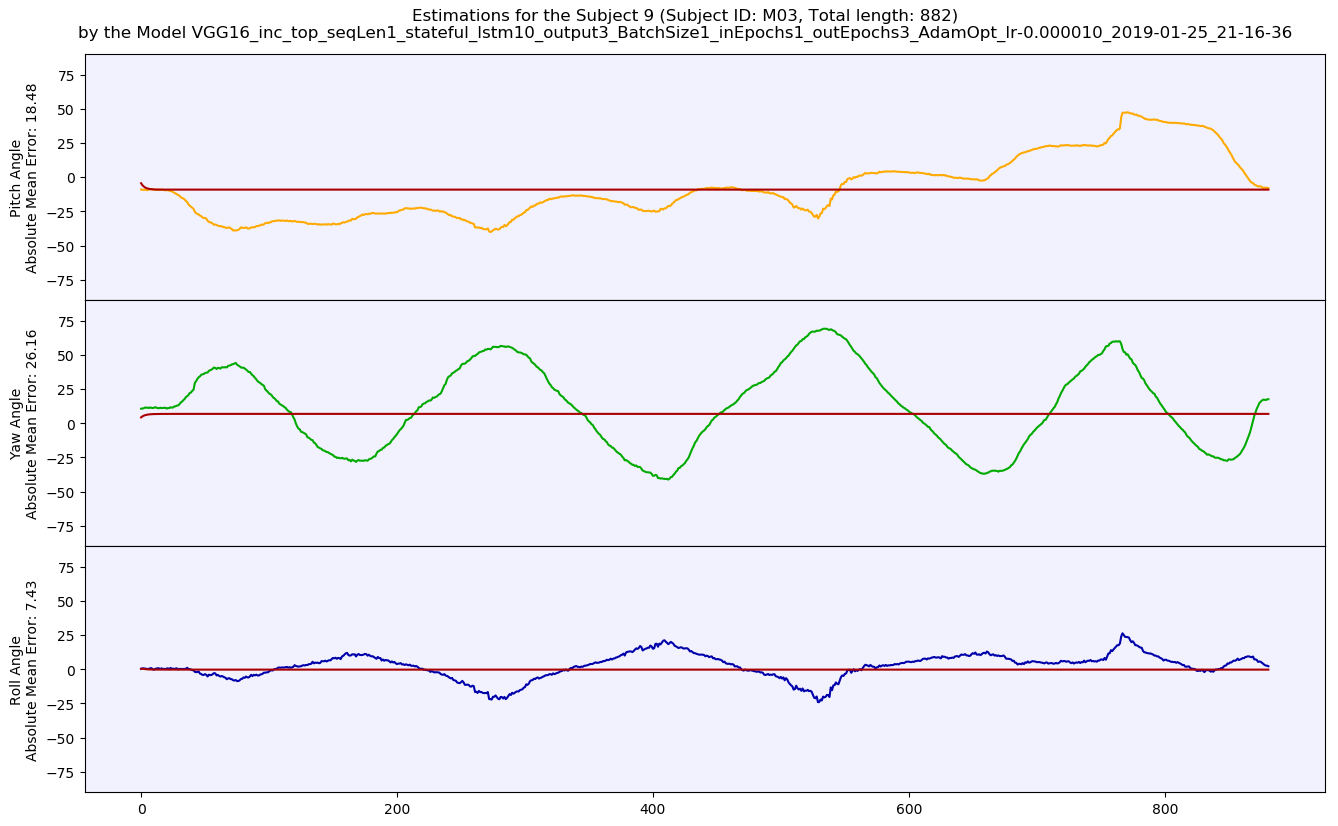 Estimations for the Subject 9 (Subject ID: M03, Total length: 882)
by the Model VGG16_inc_top_seqLen1_stateful_lstm10_output3_BatchSize1_inEpochs1_outEpochs3_AdamOpt_lr-0.000010_2019-01-25_21-16-36
Pitch Angle
Absolute Mean Error: 18.48
75
50
25
0
−25
−50
−75
Yaw Angle
Absolute Mean Error: 26.16
75
50
25
0
−25
−50
−75
Roll Angle
Absolute Mean Error: 7.43
75
50
25
0
−25
−50
−75
0 200 400 600 800